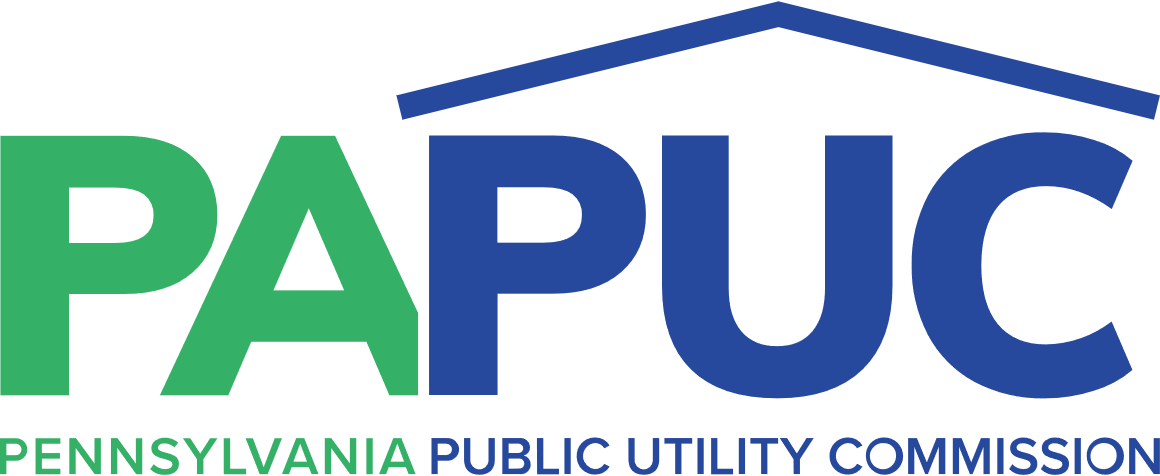 PAPUC
PENNSYLVANIA PUBLIC UTILITY COMMISSION